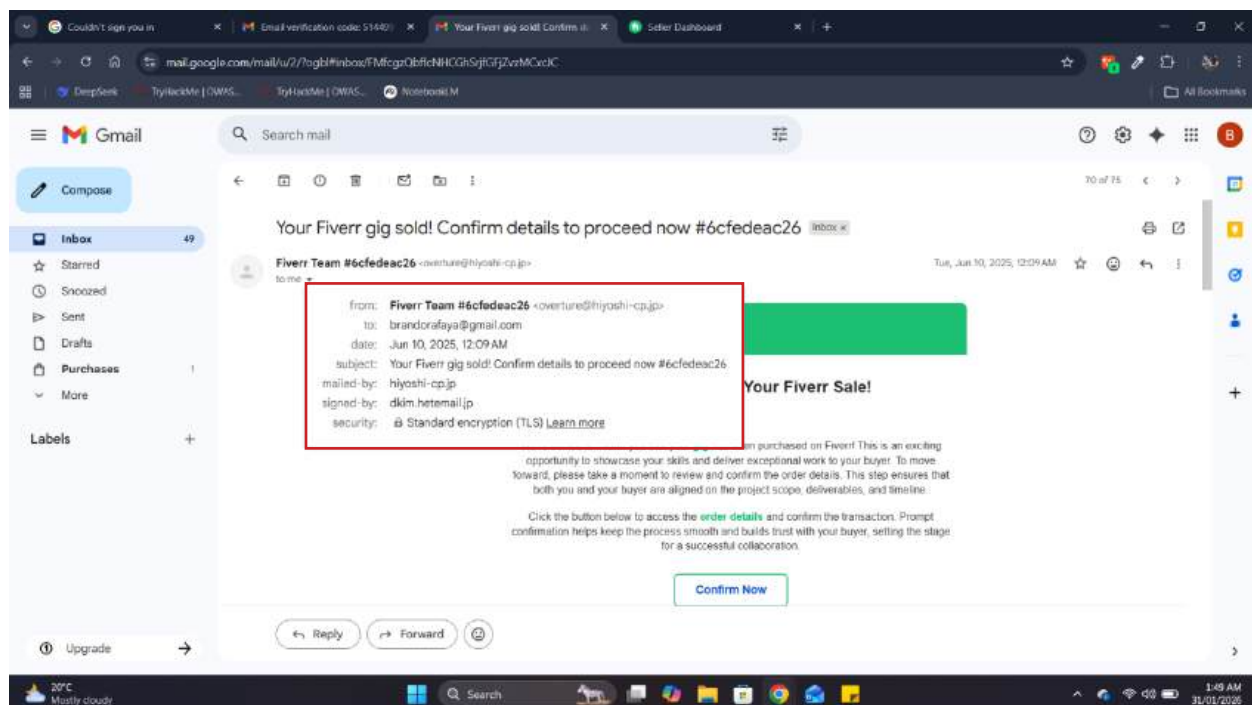 Couldn't sign you in
Email verification code: 51449
Your Fiverr gig sold! Confirm d
Seller Dashboard
DeepSeek
TryHackMe | OWAS...
TryHackMe | OWAS...
NotebookLM
All Bookmarks
Gmail
Search mail
B
Compose
70 of 75
Your Fiverr gig sold! Confirm details to proceed now #6cfedeac26 Inbox ×
Inbox 49
Fiverr Team #6cfedeac26 <overture@hiyoshi-cp.jp>
Tue, Jun 10, 2025, 12:09 AM
to me
Starred
Snoozed
Sent
Drafts
Purchases 1
More
Labels
from: Fiverr Team #6cfedeac26 <overture@hiyoshi-cp.jp>
to: brandorafaya@gmail.com
date: Jun 10, 2025, 12:09 AM
subject: Your Fiverr gig sold! Confirm details to proceed now #6cfedeac26
mailed-by: hiyoshi-cp.jp
signed-by: dkim.hetemail.jp
security: Standard encryption (TLS) Learn more
Your Fiverr Sale!
purchased on Fiverr! This is an exciting
opportunity to showcase your skills and deliver exceptional work to your buyer. To move
forward, please take a moment to review and confirm the order details. This step ensures that
both you and your buyer are aligned on the project scope, deliverables, and timeline.
Click the button below to access the order details and confirm the transaction. Prompt
confirmation helps keep the process smooth and builds trust with your buyer, setting the stage
for a successful collaboration.
Confirm Now
Reply
Forward
Upgrade
20°C
Mostly cloudy
Search
1:49 AM
31/01/2026